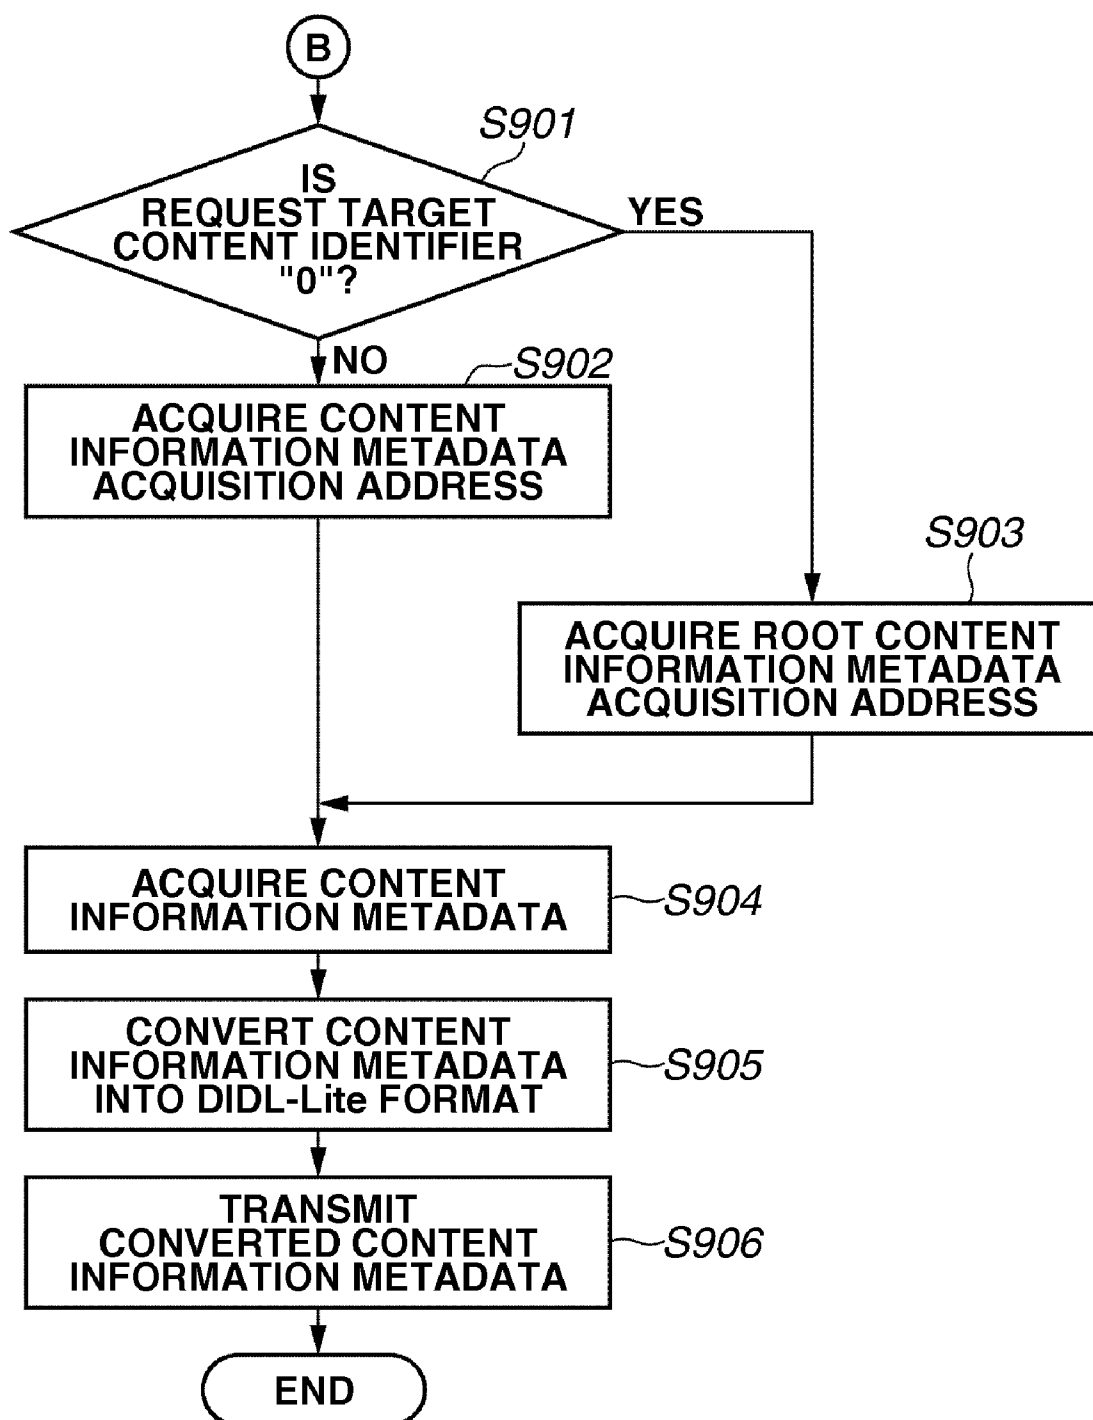 B
S901
IS
REQUEST TARGET
CONTENT IDENTIFIER
"0"?
YES
NO
S902
ACQUIRE CONTENT
INFORMATION METADATA
ACQUISITION ADDRESS
S903
ACQUIRE ROOT CONTENT
INFORMATION METADATA
ACQUISITION ADDRESS
ACQUIRE CONTENT
INFORMATION METADATA
S904
CONVERT CONTENT
INFORMATION METADATA
INTO DIDL-Lite FORMAT
S905
TRANSMIT
CONVERTED CONTENT
INFORMATION METADATA
S906
END